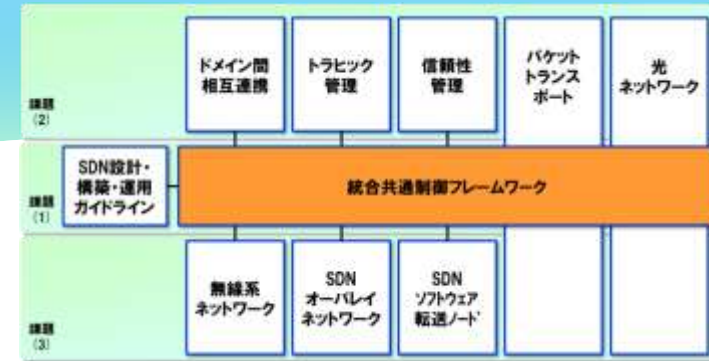 課題
(2)
ドメイン間
相互連携
トラヒック
管理
信頼性
管理
パケット
トランス
ポート
光
ネットワーク
課題
(1)
SDN設計・
構築・運用
ガイドライン
統合共通制御フレームワーク
課題
(3)
無線系
ネットワーク
SDN
オーバレイ
ネットワーク
SDN
ソフトウェア
転送ノード